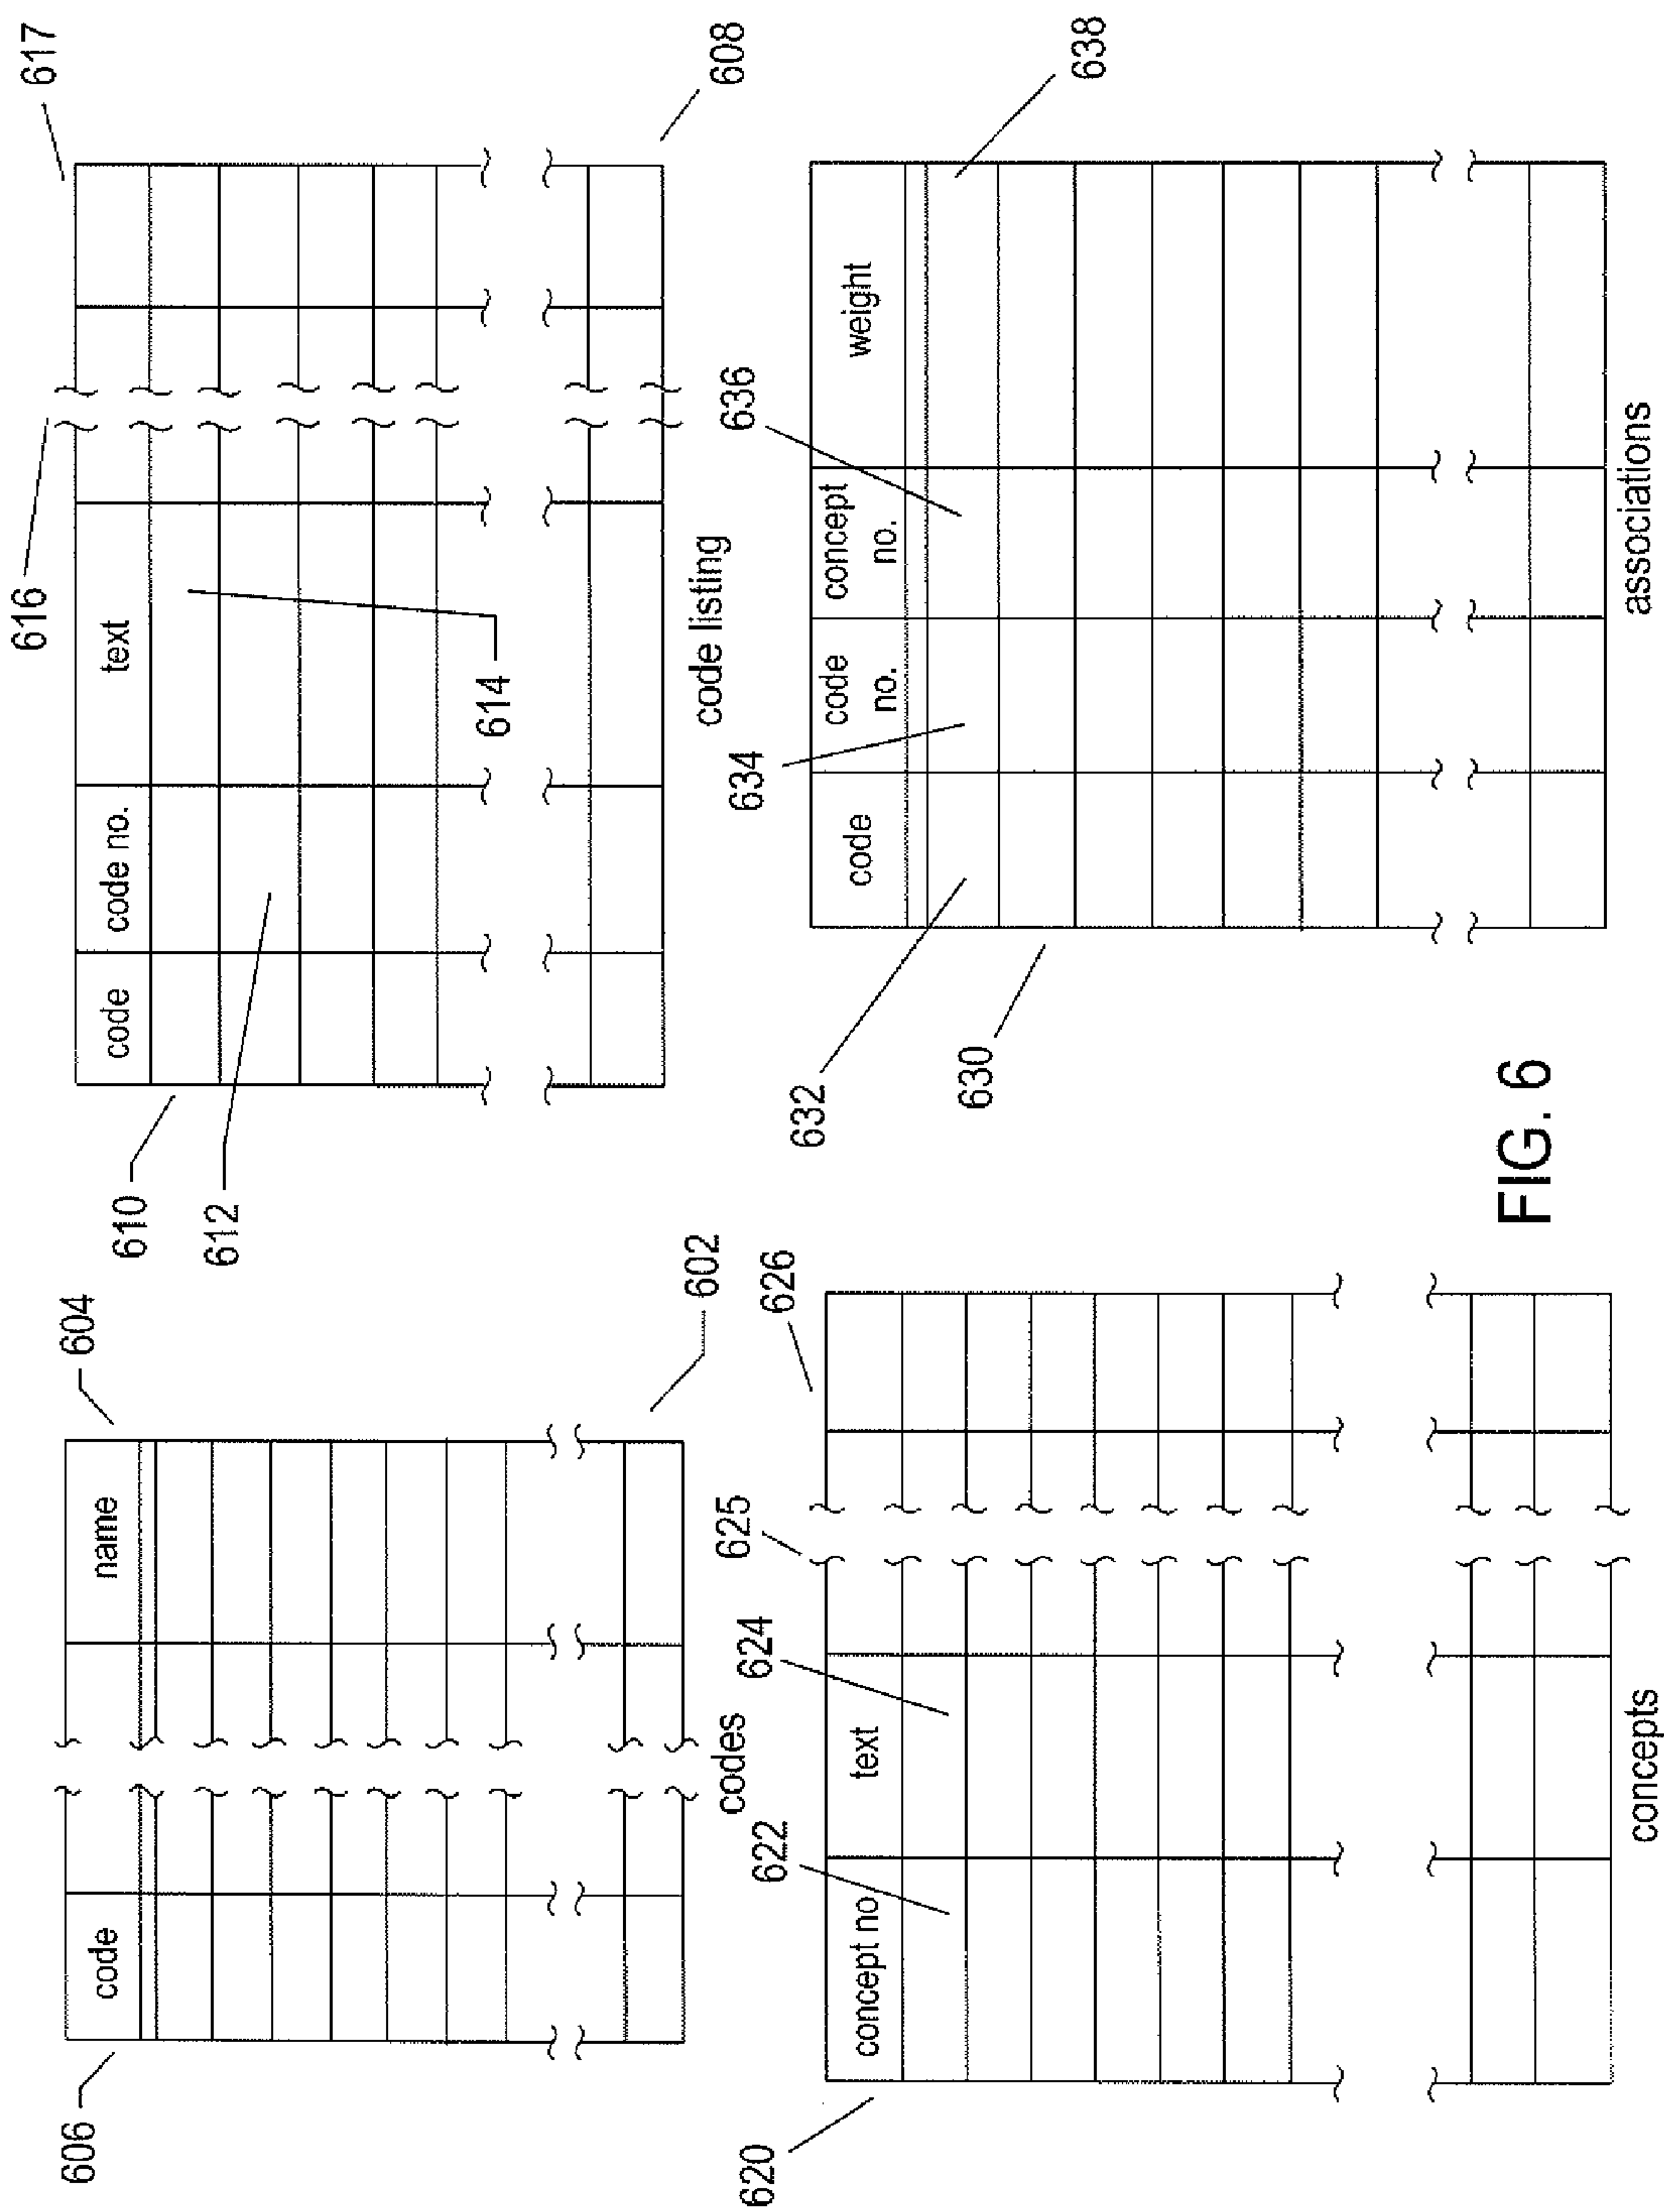 604
606
code
name
602
codes
616
617
610
code
code no.
text
612
614
608
code listing
620
622
624
625
626
concept no
text
concepts
630
632
634
636
638
code
code
no.
concept
no.
weight
associations
FIG. 6